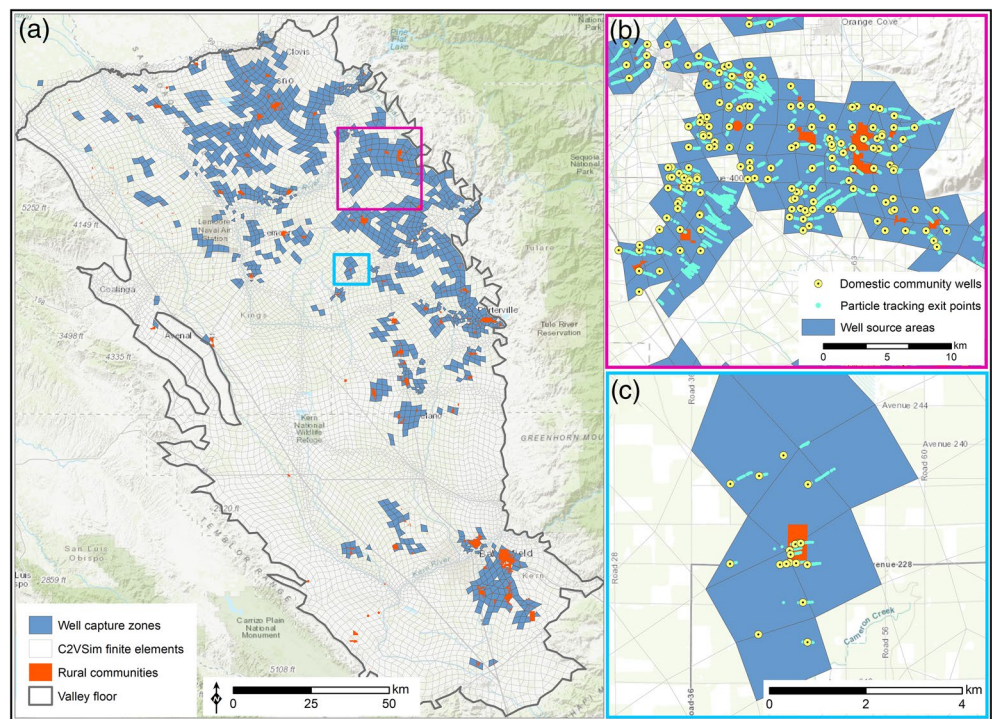 (a)
Clovis
Lemoore
Naval Air
Station
5252 ft
4149 ft
Coalinga
Kings
3498 ft
4335 ft
Avenal
Sequoia
National
Park
Tulare
Porterville
Tule River
Reservation
Kern
National
Wildlife
Refuge
GREENHORN MOU
TEMBLOR RANGE
San Luis
Obispo
Luis
2859 ft
Kern River
Kern
Carrizo Plain
National
Monument
5108 ft
Well capture zones
C2VSim finite elements
Rural communities
Valley floor
N
0 25 50
km
(b)
Orange Cove
Domestic community wells
Particle tracking exit points
Well source areas
0 5 10
km
(c)
Avenue 244
Avenue 240
Road 60
Road 28
Avenue 228
Cameron Creek
Road 56
Road 36
0 2 4
km